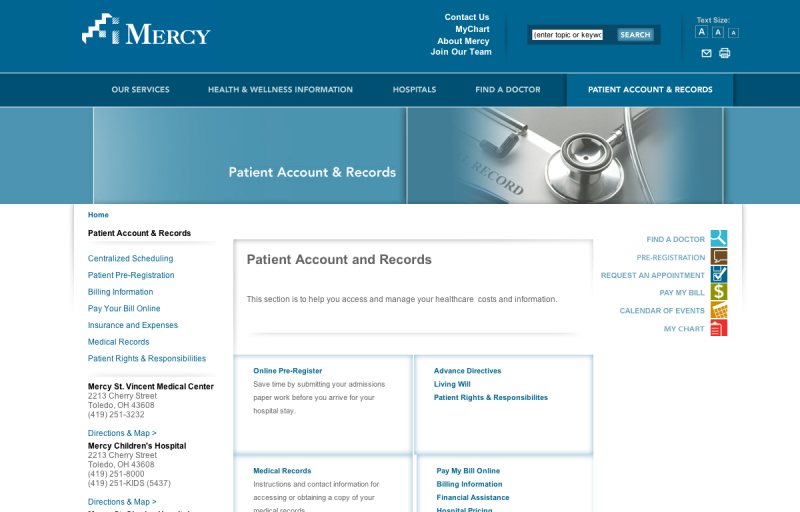 MERCY
Contact Us
MyChart
About Mercy
Join Our Team
(enter topic or keywo
SEARCH
Text Size:
A A A
OUR SERVICES
HEALTH & WELLNESS INFORMATION
HOSPITALS
FIND A DOCTOR
PATIENT ACCOUNT & RECORDS
Patient Account & Records
RECORD
Home
Patient Account & Records
Centralized Scheduling
Patient Pre-Registration
Billing Information
Pay Your Bill Online
Insurance and Expenses
Medical Records
Patient Rights & Responsibilities
Mercy St. Vincent Medical Center
2213 Cherry Street
Toledo, OH 43608
(419) 251-3232
Directions & Map >
Mercy Children's Hospital
2213 Cherry Street
Toledo, OH 43608
(419) 251-8000
(419) 251-KIDS (5437)
Directions & Map >
Patient Account and Records
This section is to help you access and manage your healthcare costs and information.
Online Pre-Register
Save time by submitting your admissions
paper work before you arrive for your
hospital stay.
Advance Directives
Living Will
Patient Rights & Responsibilites
Medical Records
Instructions and contact information for
accessing or obtaining a copy of your
medical records
Pay My Bill Online
Billing Information
Financial Assistance
Hospital Pricing
FIND A DOCTOR
PRE-REGISTRATION
REQUEST AN APPOINTMENT
PAY MY BILL
$
CALENDAR OF EVENTS
MY CHART